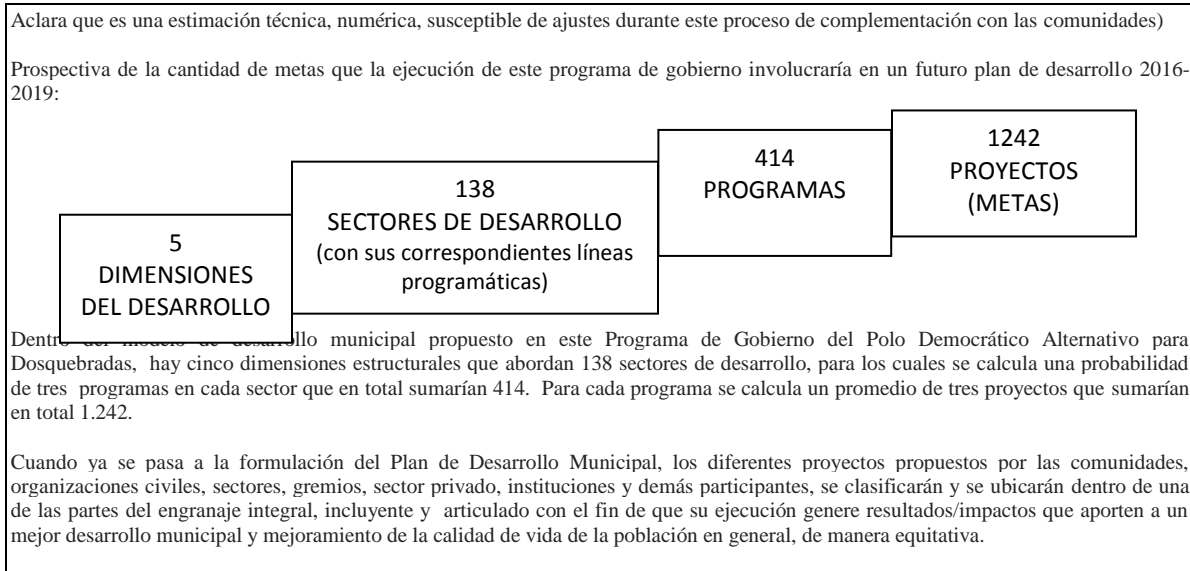 Aclara que es una estimación técnica, numérica, susceptible de ajustes durante este proceso de complementación con las comunidades)
Prospectiva de la cantidad de metas que la ejecución de este programa de gobierno involucraría en un futuro plan de desarrollo 2016-
2019:
5
DIMENSIONES
DEL DESARROLLO
138
SECTORES DE DESARROLLO
(con sus correspondientes líneas
programáticas)
414
PROGRAMAS
1242
PROYECTOS
(METAS)
Dentro del modelo de desarrollo municipal propuesto en este Programa de Gobierno del Polo Democrático Alternativo para
Dosquebradas, hay cinco dimensiones estructurales que abordan 138 sectores de desarrollo, para los cuales se calcula una probabilidad
de tres programas en cada sector que en total sumarían 414. Para cada programa se calcula un promedio de tres proyectos que sumarían
en total 1.242.
Cuando ya se pasa a la formulación del Plan de Desarrollo Municipal, los diferentes proyectos propuestos por las comunidades,
organizaciones civiles, sectores, gremios, sector privado, instituciones y demás participantes, se clasificarán y se ubicarán dentro de una
de las partes del engranaje integral, incluyente y articulado con el fin de que su ejecución genere resultados/impactos que aporten a un
mejor desarrollo municipal y mejoramiento de la calidad de vida de la población en general, de manera equitativa.